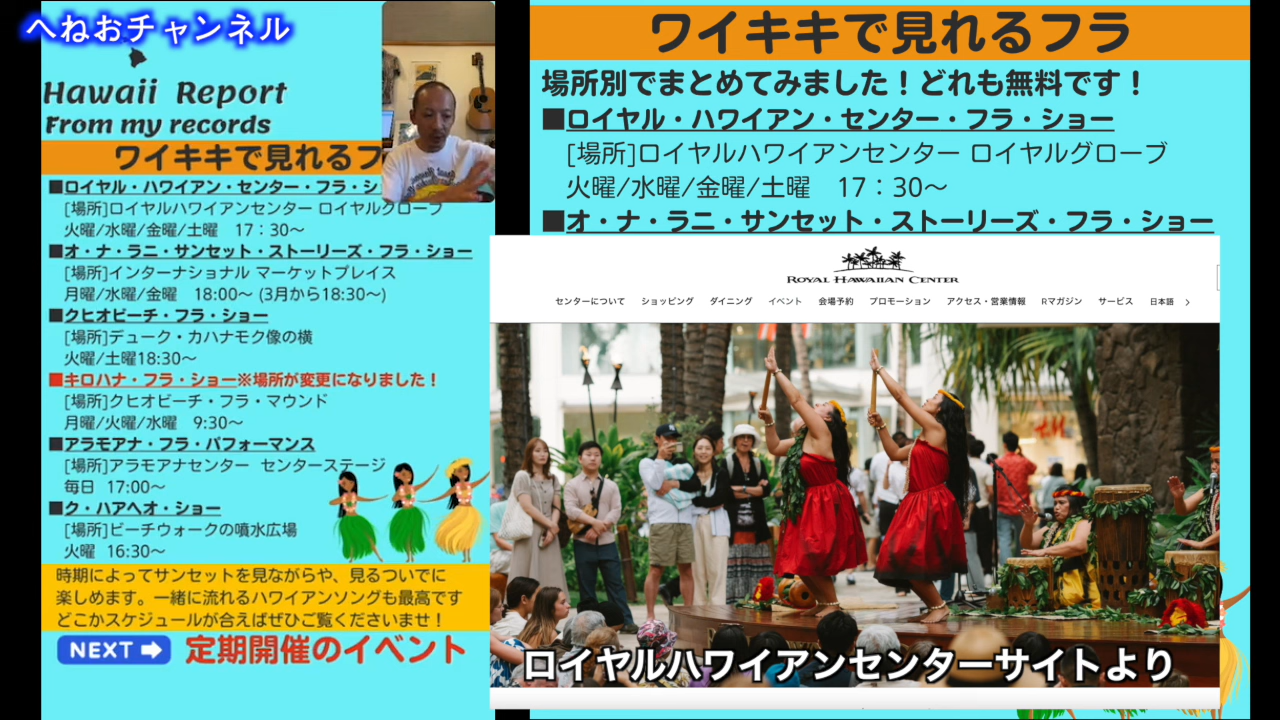 へねおチャンネル
Hawaii Report
From my records
ワイキキで見れるフ
■ロイヤル・ハワイアン・センター・フラ・シ
[場所]ロイヤルハワイアンセンター ロイヤルグローブ
火曜/水曜/金曜/土曜 17：30～
■オ・ナ・ラニ・サンセット・ストーリーズ・フラ・ショー
[場所]インターナショナル マーケットプレイス
月曜/水曜/金曜 18:00～ (3月から18:30～)
■クヒオビーチ・フラ・ショー
[場所]デューク・カハナモク像の横
火曜/土曜18:30～
■キロハナ・フラ・ショー※場所が変更になりました！
[場所]クヒオビーチ・フラ・マウンド
月曜/火曜/水曜 9:30～
■アラモアナ・フラ・パフォーマンス
[場所]アラモアナセンター センターステージ
毎日 17:00～
■ク・ハアヘオ・ショー
[場所]ビーチウォークの噴水広場
火曜 16:30～
時期によってサンセットを見ながらや、見るついでに
楽しめます。一緒に流れるハワイアンソングも最高です
どこかスケジュールが合えばぜひご覧くださいませ！
NEXT 定期開催のイベント
ワイキキで見れるフラ
場所別でまとめてみました！どれも無料です！
■ロイヤル・ハワイアン・センター・フラ・ショー
[場所]ロイヤルハワイアンセンター ロイヤルグローブ
火曜/水曜/金曜/土曜 17：30～
■オ・ナ・ラニ・サンセット・ストーリーズ・フラ・ショー
ROYAL HAWAIIAN CENTER
センターについて ショッピング ダイニング イベント 会場予約 プロモーション アクセス・営業情報 Rマガジン サービス 日本語
ロイヤルハワイアンセンターサイトより